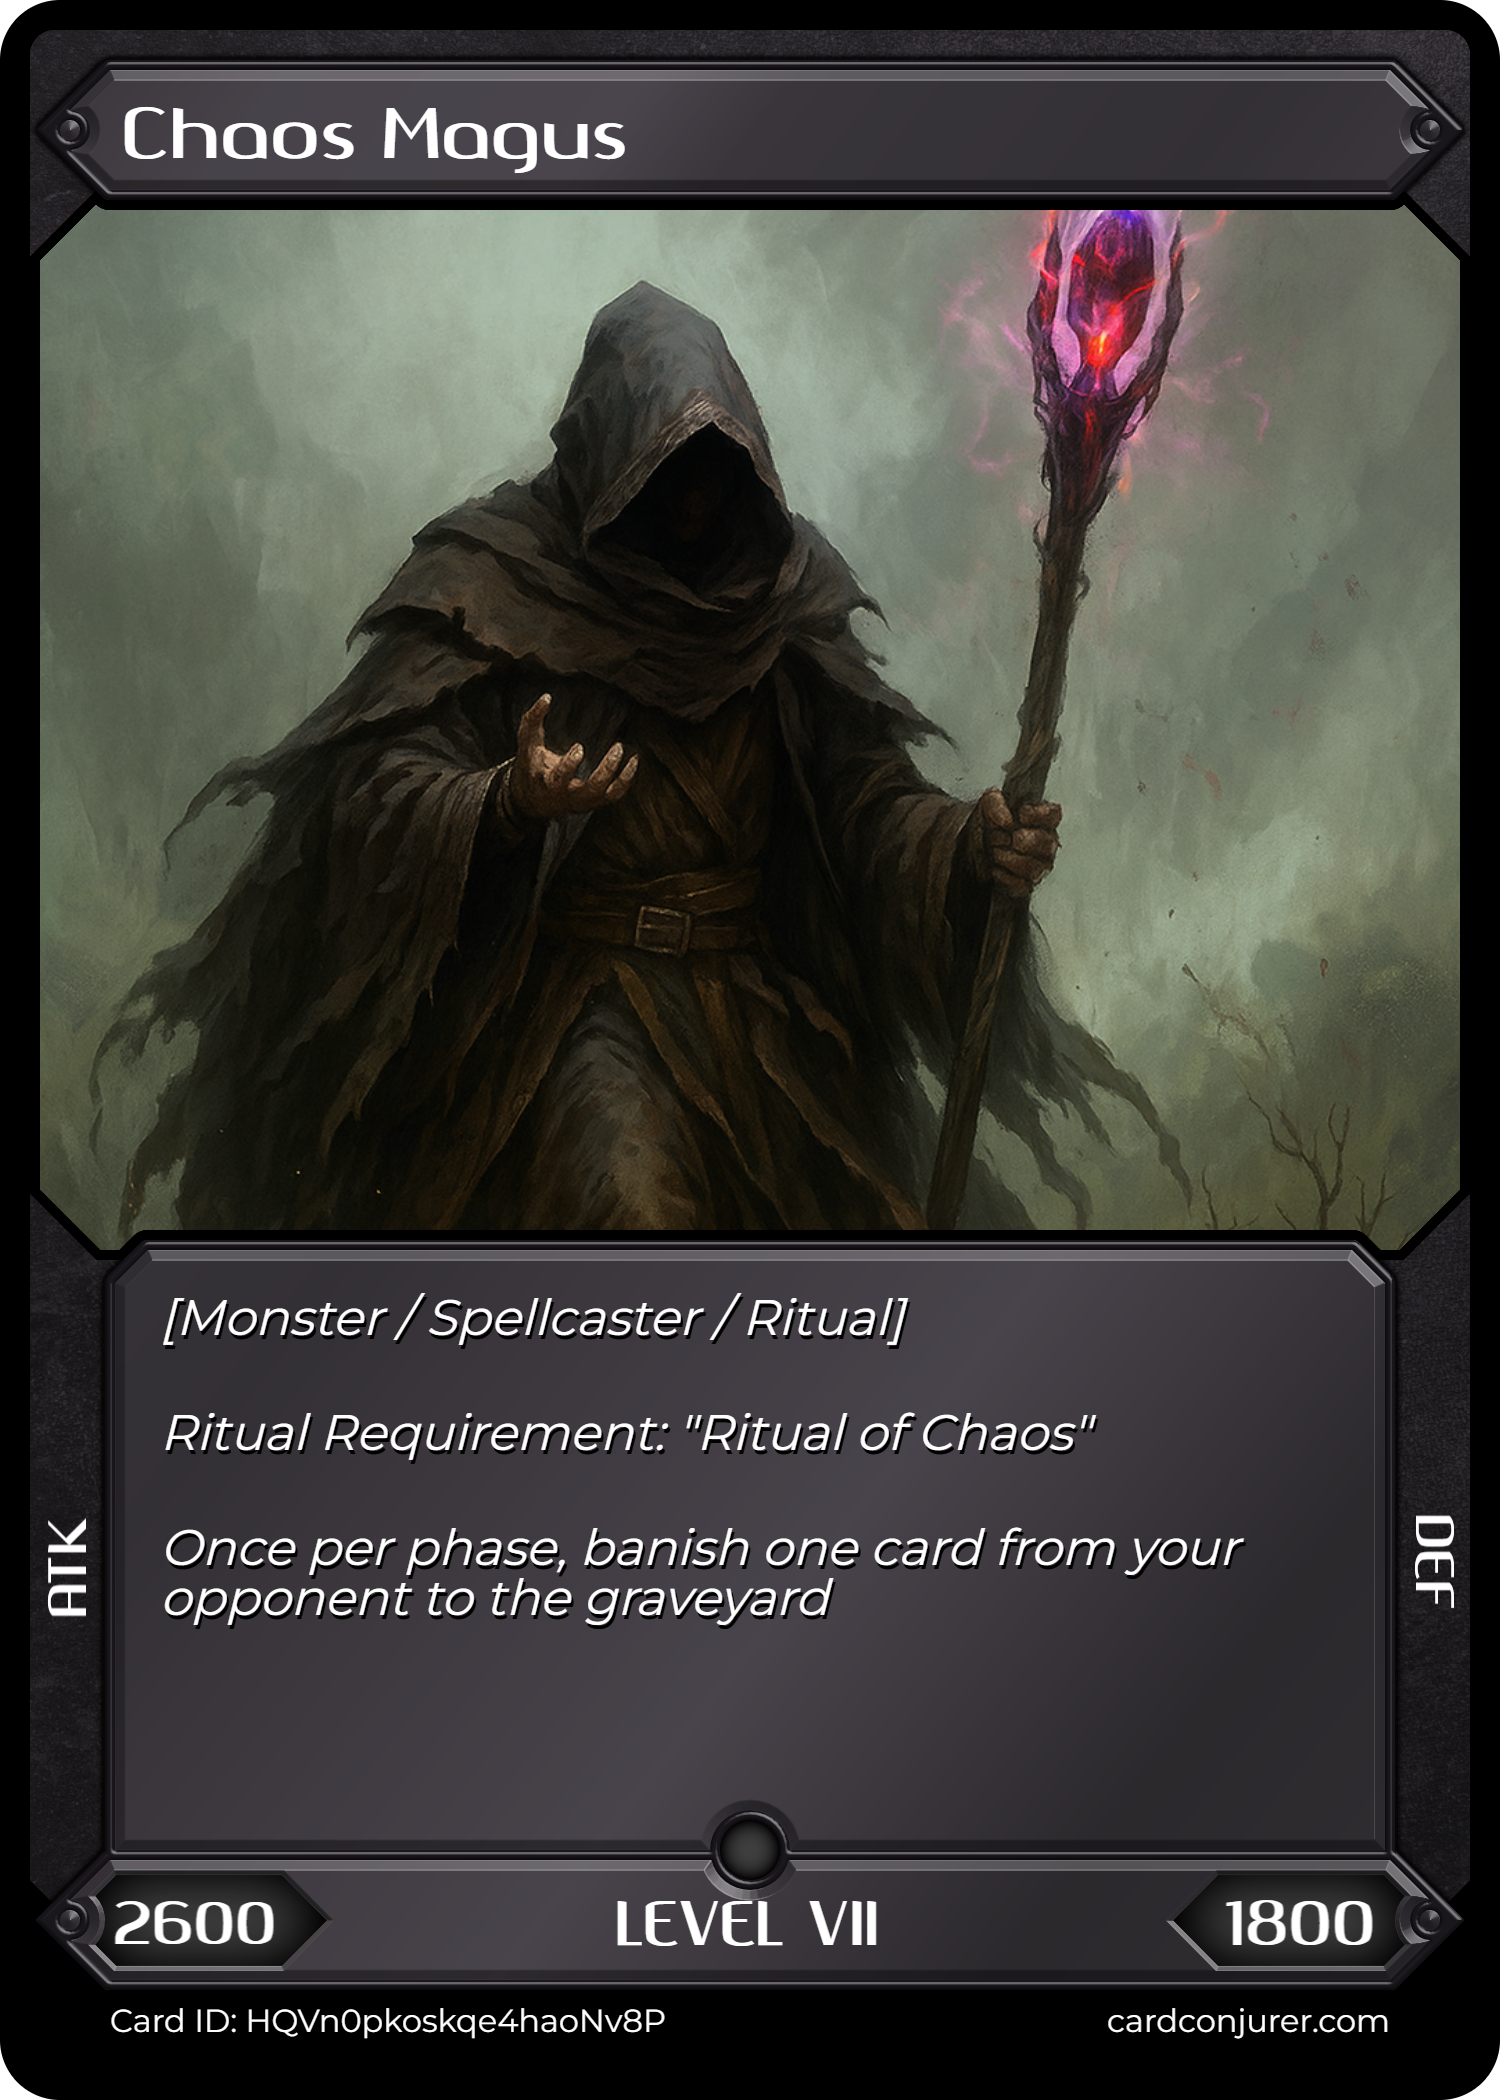 Chaos Magus
[Monster / Spellcaster / Ritual]
Ritual Requirement: "Ritual of Chaos"
Once per phase, banish one card from your
opponent to the graveyard
ATK
DEF
2600
LEVEL VII
1800
Card ID: HQVn0pkoskqe4haoNv8P
cardconjurer.com